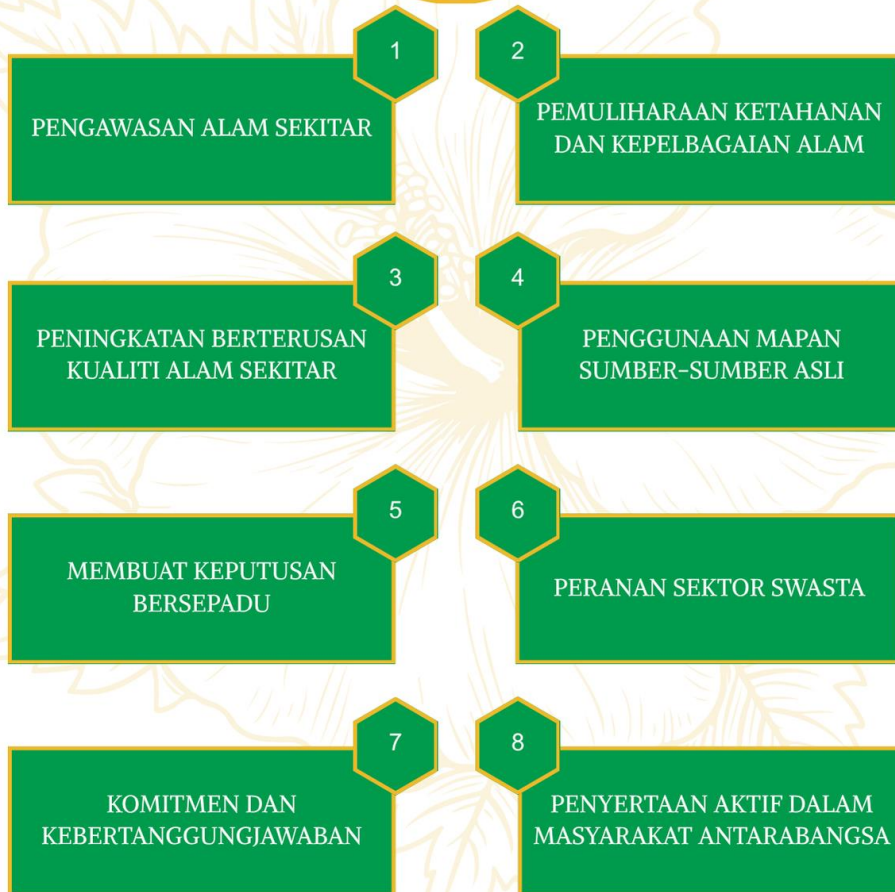 1
PENGAWASAN ALAM SEKITAR
2
PEMULIHARAAN KETAHANAN
DAN KEPELBAGAIAN ALAM
3
PENINGKATAN BERTERUSAN
KUALITI ALAM SEKITAR
4
PENGGUNAAN MAPAN
SUMBER-SUMBER ASLI
5
MEMBUAT KEPUTUSAN
BERSEPADU
6
PERANAN SEKTOR SWASTA
7
KOMITMEN DAN
KEBERTANGGUNGJAWABAN
8
PENYERTAAN AKTIF DALAM
MASYARAKAT ANTARABANGSA